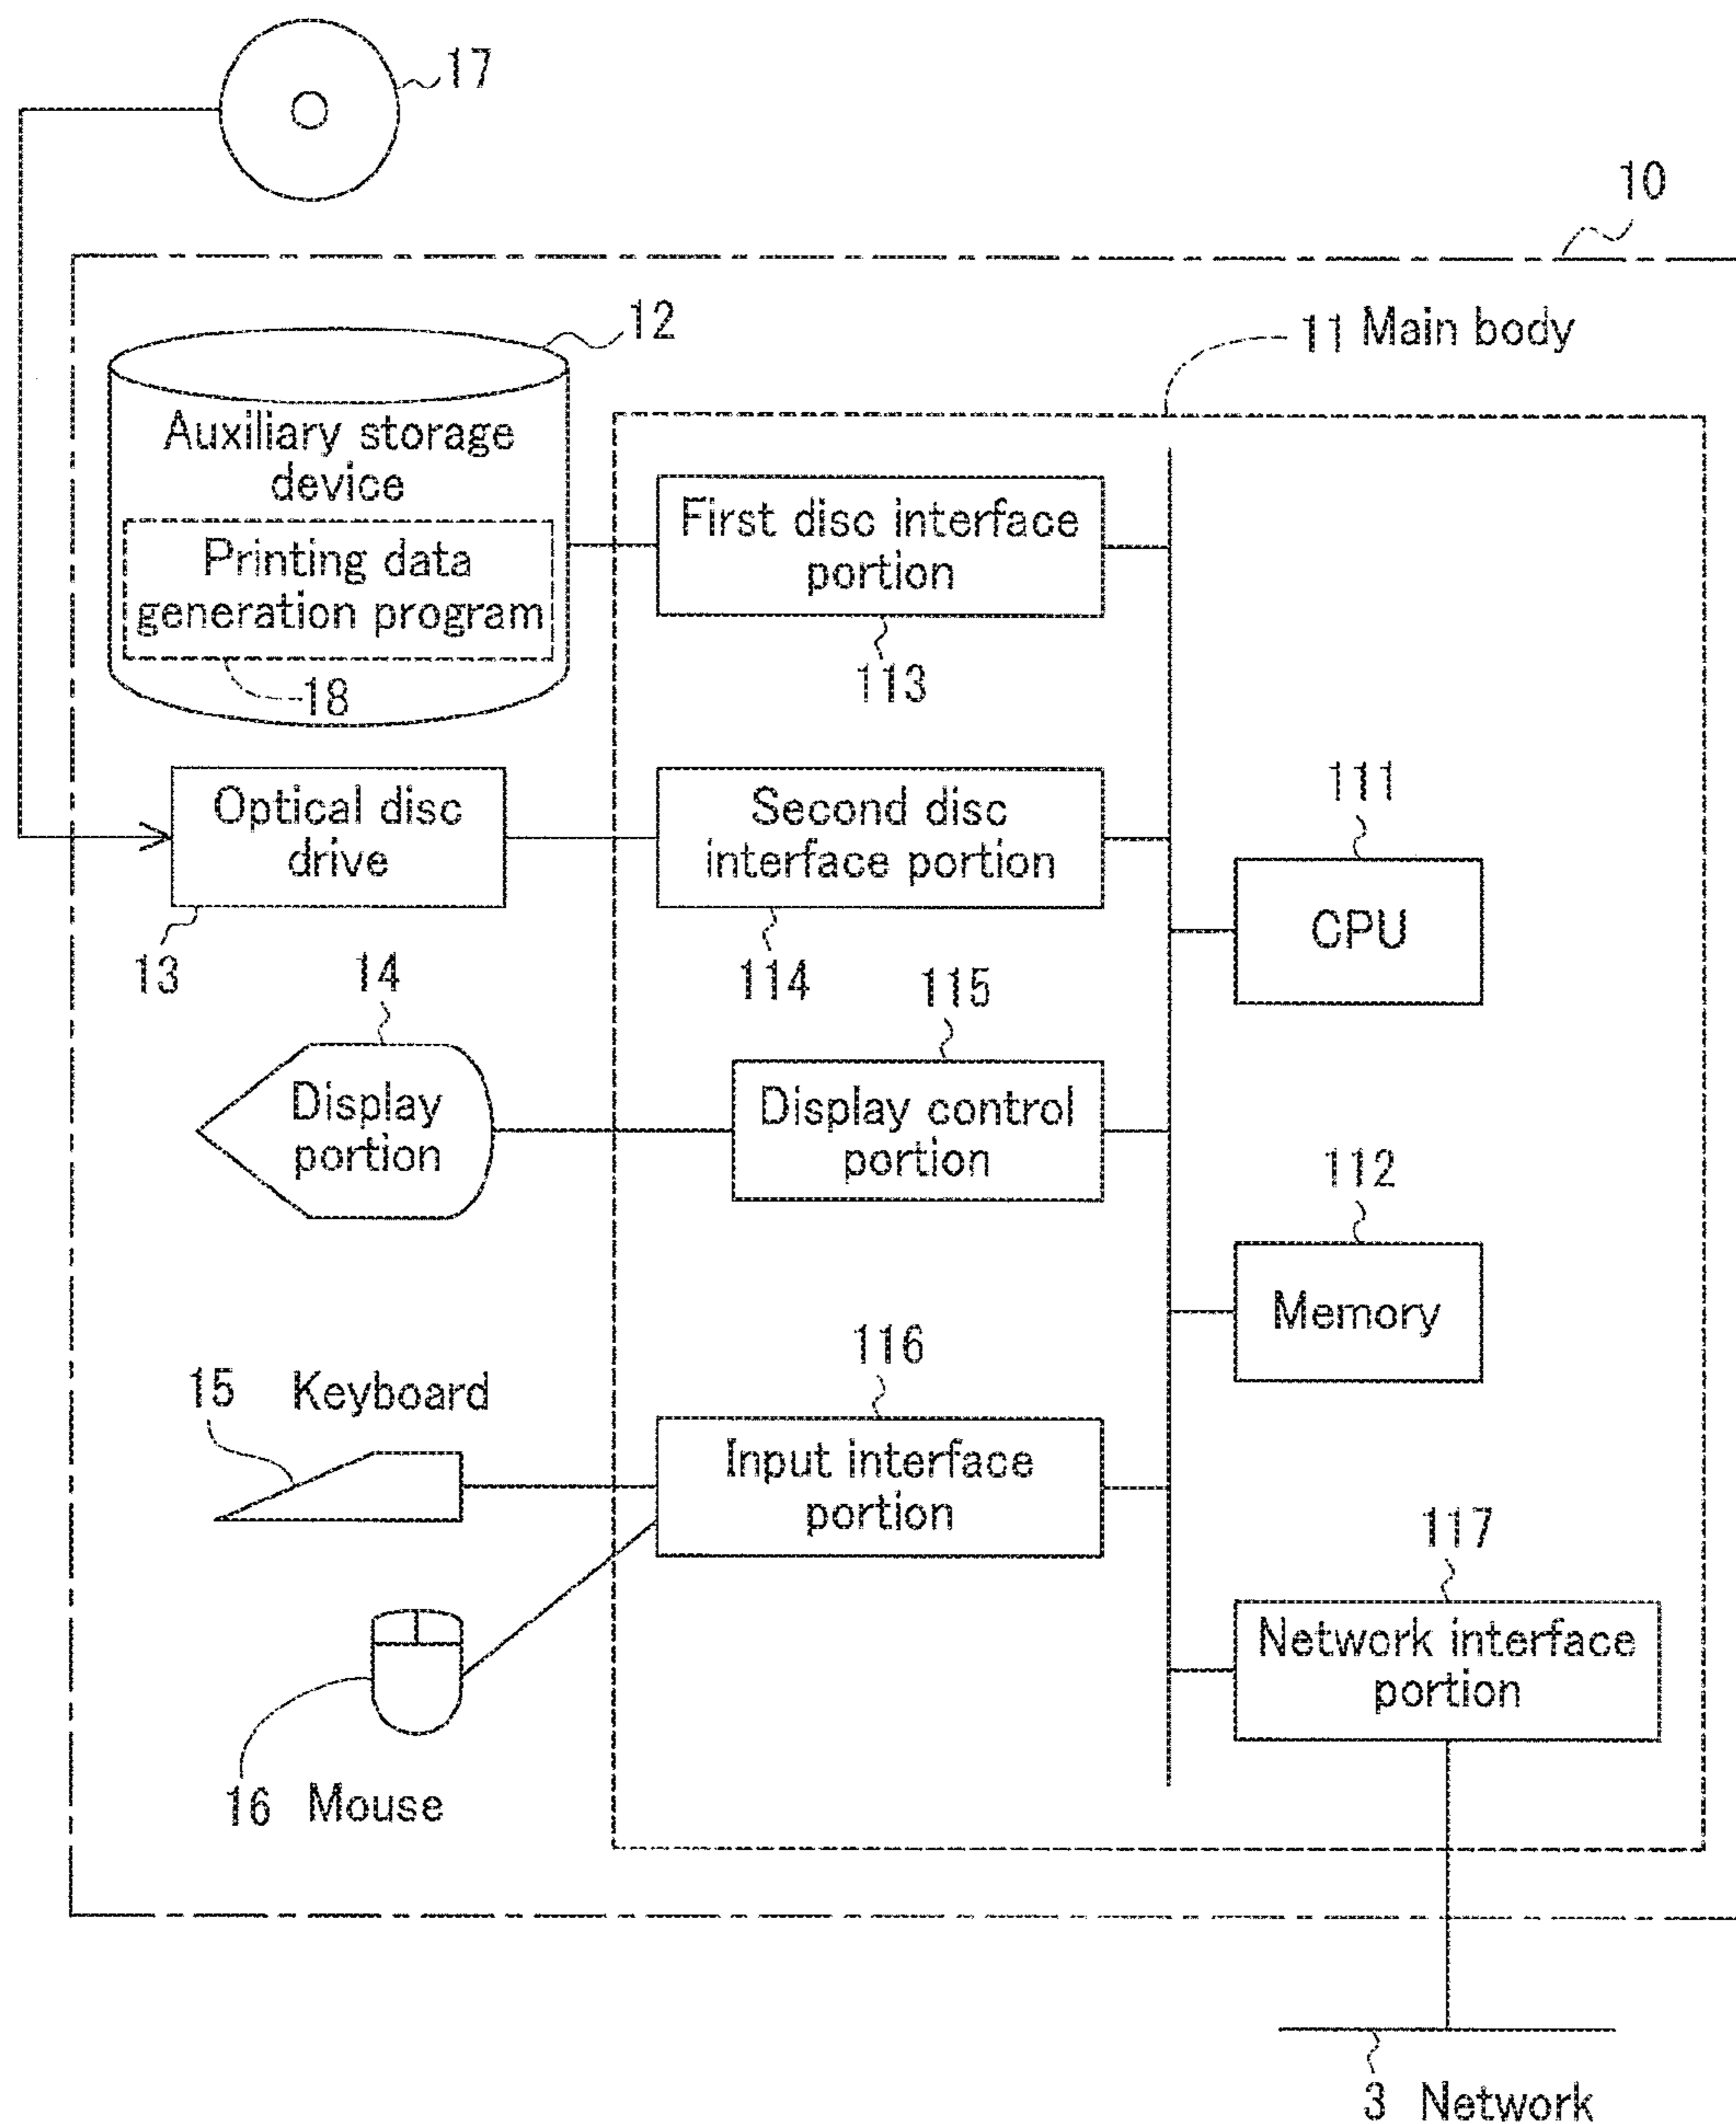 17
10
12
11 Main body
Auxiliary storage
device
Printing data
generation program
18
First disc interface
portion
113
Optical disc
drive
13
Second disc
interface portion
114
111
CPU
14
Display
portion
115
Display control
portion
112
Memory
15 Keyboard
116
Input interface
portion
16 Mouse
117
Network interface
portion
3 Network